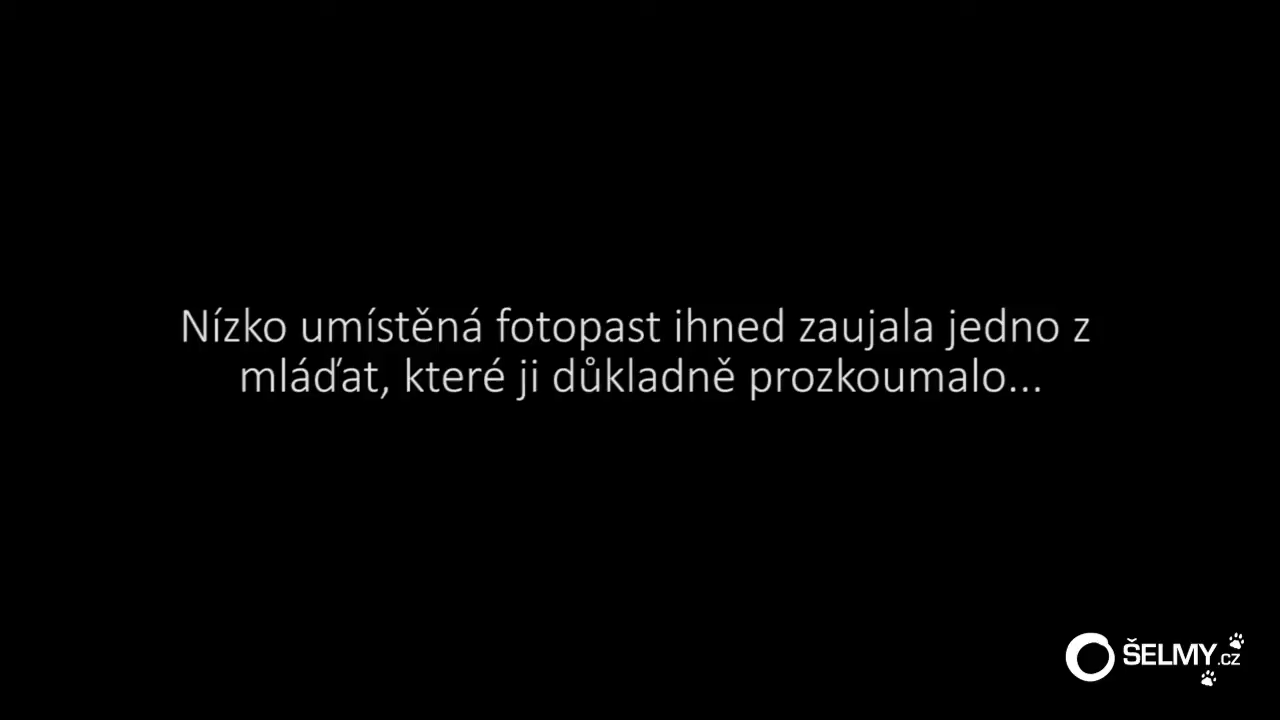 Nízko umístěná fotopast ihned zaujala jedno z
mláďat, které ji důkladně prozkoumalo...
ŠELMY.cz